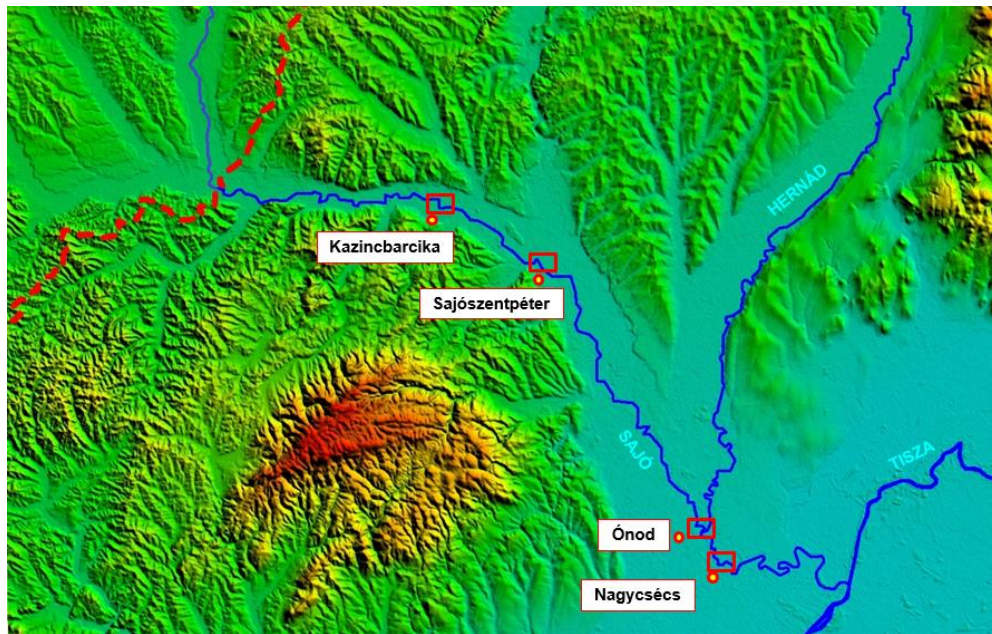 HERNÁD
Kazincbarcika
Sajószentpéter
SAJÓ
TISZA
Ónod
Nagycsécs